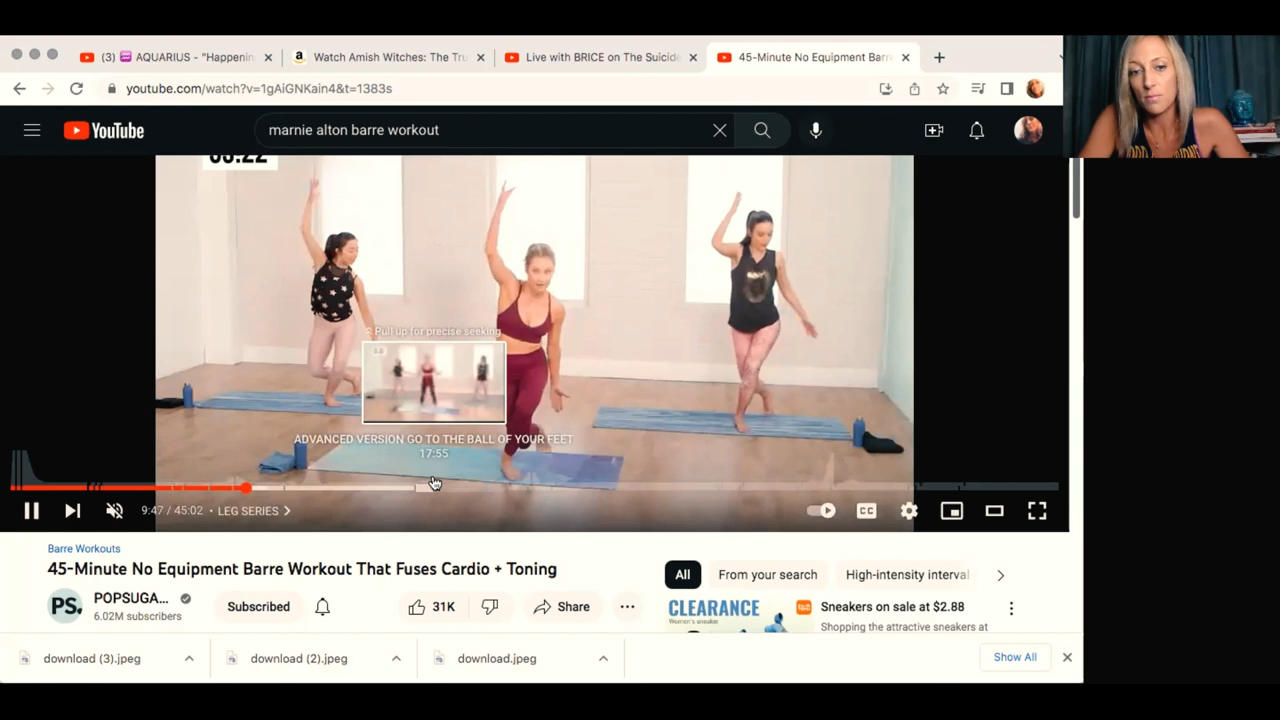 (3) ♒ AQUARIUS - "Happenin
Watch Amish Witches: The Tru
Live with BRICE on The Suicide
45-Minute No Equipment Barre
youtube.com/watch?v=1gAiGNKain4&t=1383s
YouTube
marnie alton barre workout
Pull up for precise seeking
ADVANCED VERSION GO TO THE BALL OF YOUR FEET
17:55
9:47 / 45:02 • LEG SERIES
CC
Barre Workouts
45-Minute No Equipment Barre Workout That Fuses Cardio + Toning
PS.
POPSUGA...
6.02M subscribers
Subscribed
31K
Share
All
From your search
High-intensity interval
CLEARANCE
Women's sneaker
Sneakers on sale at $2.88
Shopping the attractive sneakers at
download (3).jpeg
download (2).jpeg
download.jpeg
Show All